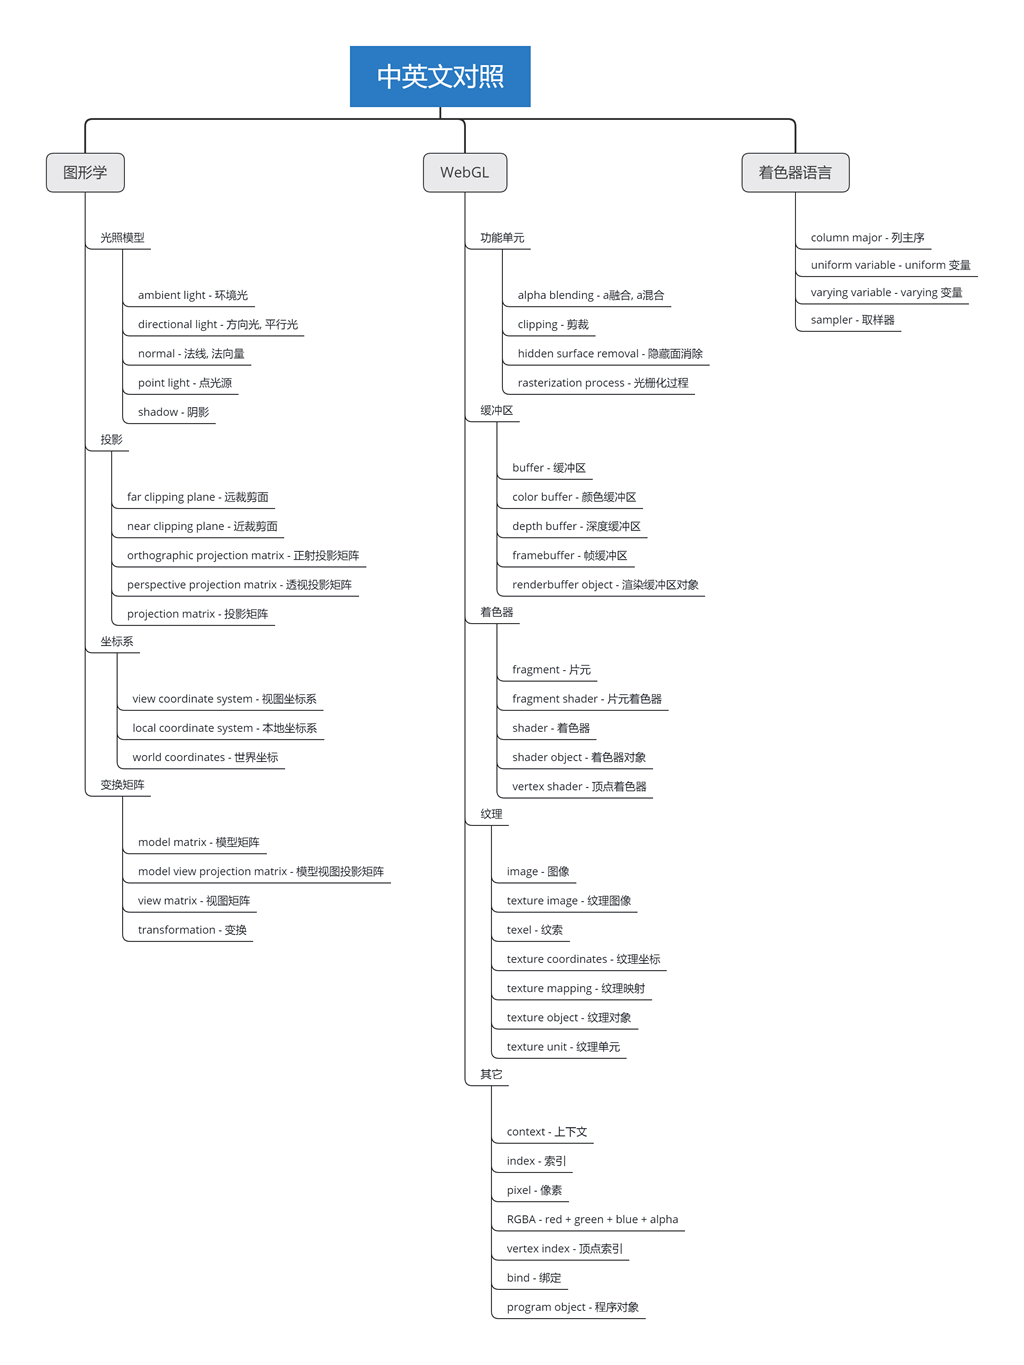 中英文对照
图形学
光照模型
ambient light - 环境光
directional light - 方向光, 平行光
normal - 法线, 法向量
point light - 点光源
shadow - 阴影
投影
far clipping plane - 远裁剪面
near clipping plane - 近裁剪面
orthographic projection matrix - 正射投影矩阵
perspective projection matrix - 透视投影矩阵
projection matrix - 投影矩阵
坐标系
view coordinate system - 视图坐标系
local coordinate system - 本地坐标系
world coordinates - 世界坐标
变换矩阵
model matrix - 模型矩阵
model view projection matrix - 模型视图投影矩阵
view matrix - 视图矩阵
transformation - 变换
WebGL
功能单元
alpha blending - a融合, a混合
clipping - 剪裁
hidden surface removal - 隐藏面消除
rasterization process - 光栅化过程
缓冲区
buffer - 缓冲区
color buffer - 颜色缓冲区
depth buffer - 深度缓冲区
framebuffer - 帧缓冲区
renderbuffer object - 渲染缓冲区对象
着色器
fragment - 片元
fragment shader - 片元着色器
shader - 着色器
shader object - 着色器对象
vertex shader - 顶点着色器
纹理
image - 图像
texture image - 纹理图像
texel - 纹索
texture coordinates - 纹理坐标
texture mapping - 纹理映射
texture object - 纹理对象
texture unit - 纹理单元
其它
context - 上下文
index - 索引
pixel - 像素
RGBA - red + green + blue + alpha
vertex index - 顶点索引
bind - 绑定
program object - 程序对象
着色器语言
column major - 列主序
uniform variable - uniform 变量
varying variable - varying 变量
sampler - 取样器